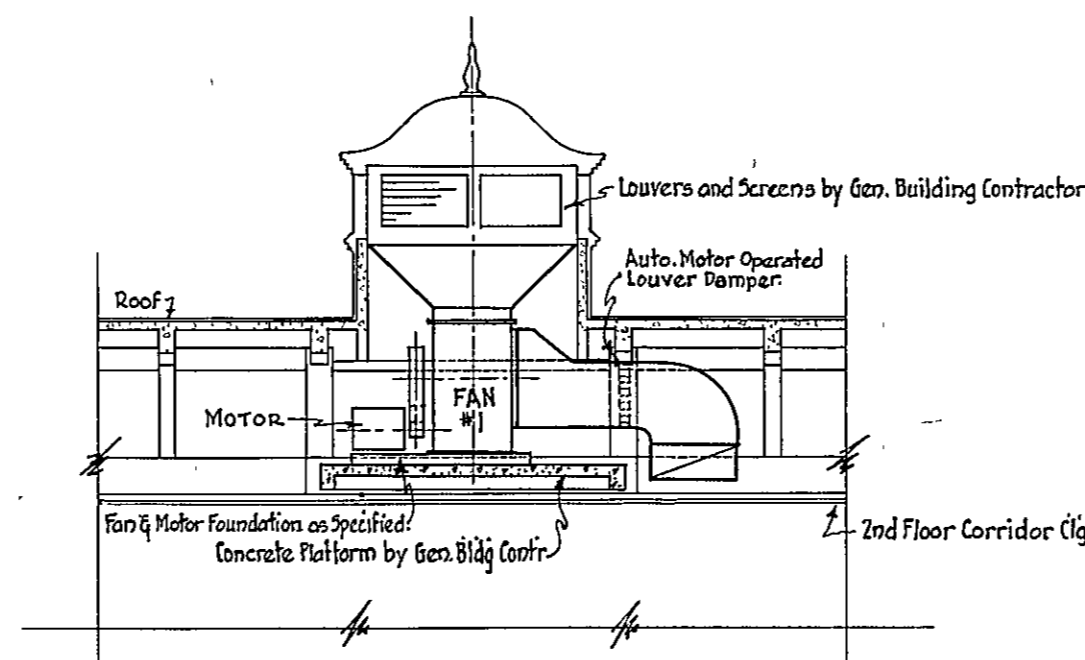 Louvers and Screens by Gen. Building Contractor
Auto. Motor Operated
Louver Damper.
Roof
MOTOR
FAN
#1
Fan & Motor Foundation as Specified.
Concrete Platform by Gen. Bldg Contr.
2nd Floor Corridor Clg